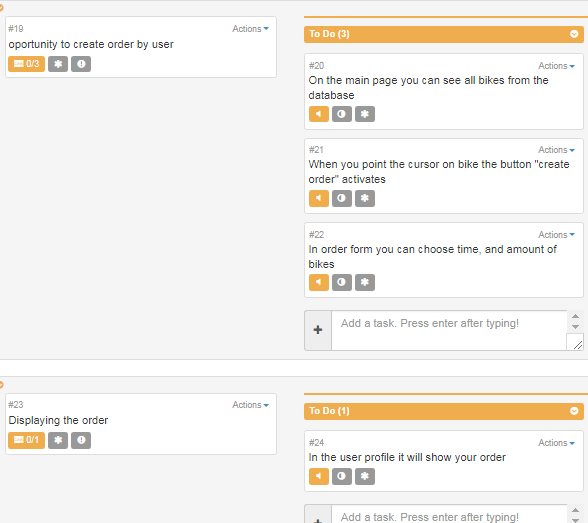 #19 Actions
oportunity to create order by user
0/3
To Do (3)
#20 Actions
On the main page you can see all bikes from the
database
#21 Actions
When you point the cursor on bike the button "create
order" activates
#22 Actions
In order form you can choose time, and amount of
bikes
Add a task. Press enter after typing!
#23 Actions
Displaying the order
0/1
To Do (1)
#24 Actions
In the user profile it will show your order
Add a task. Press enter after typing!